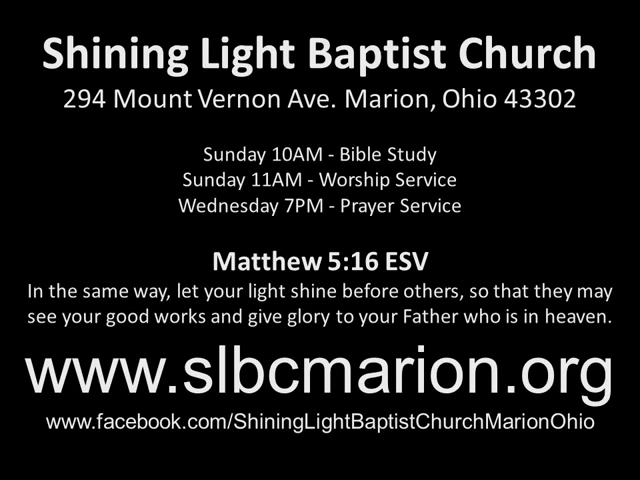 Shining Light Baptist Church
294 Mount Vernon Ave. Marion, Ohio 43302
Sunday 10AM - Bible Study
Sunday 11AM - Worship Service
Wednesday 7PM - Prayer Service
Matthew 5:16 ESV
In the same way, let your light shine before others, so that they may
see your good works and give glory to your Father who is in heaven.
www.slbcmarion.org
www.facebook.com/ShiningLightBaptistChurchMarionOhio